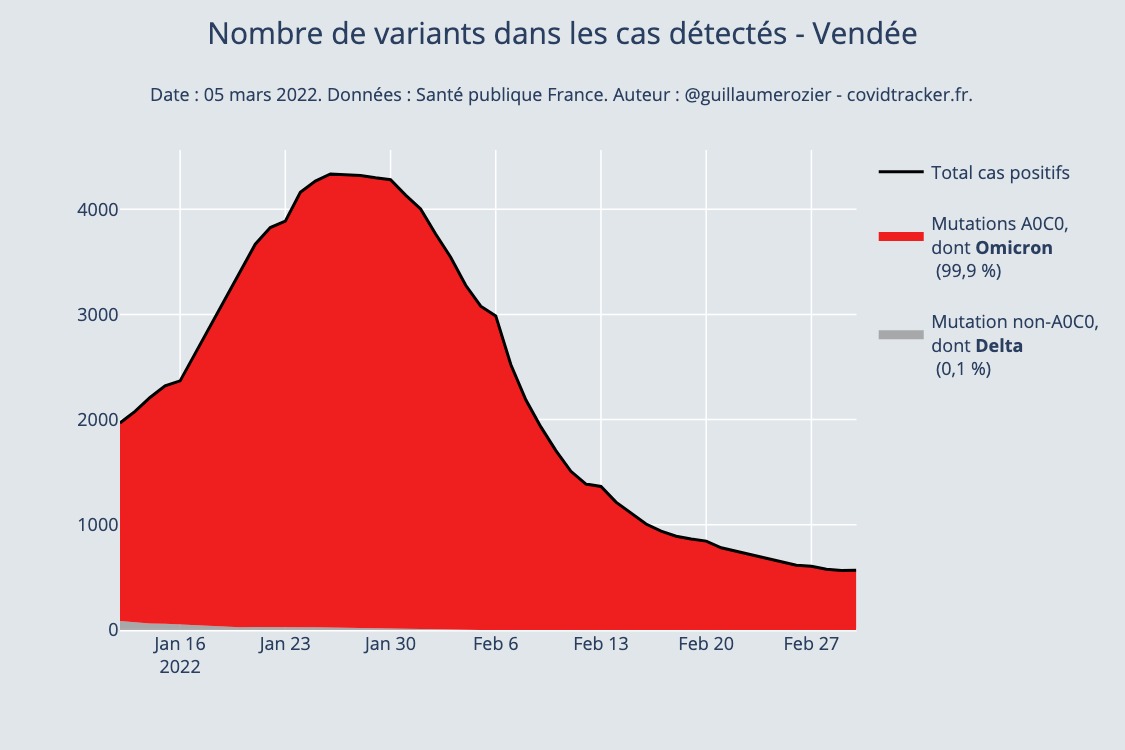 Nombre de variants dans les cas détectés - Vendée
Date : 05 mars 2022. Données : Santé publique France. Auteur : @guillaumerozier - covidtracker.fr.
4000
3000
2000
1000
0
Jan 16
2022
Jan 23
Jan 30
Feb 6
Feb 13
Feb 20
Feb 27
Total cas positifs
Mutations A0C0,
dont Omicron
(99,9 %)
Mutation non-A0C0,
dont Delta
(0,1 %)